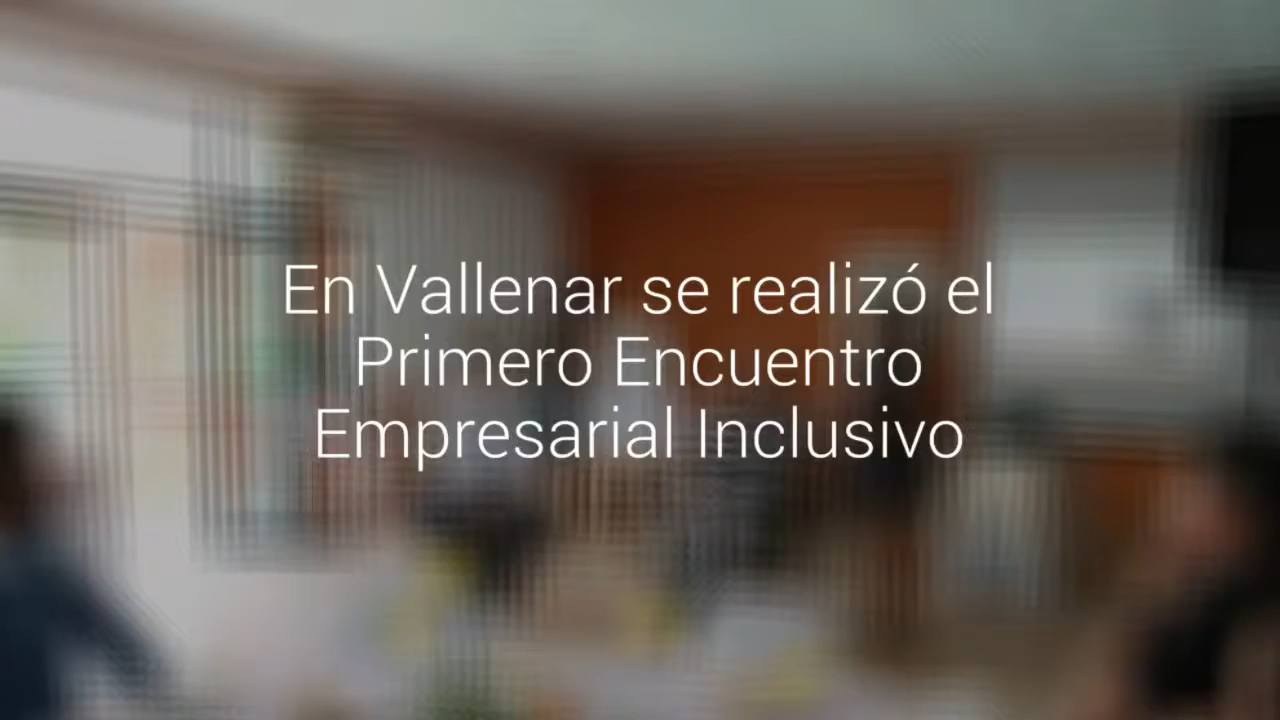 En Vallenar se realizó el
Primero Encuentro
Empresarial Inclusivo